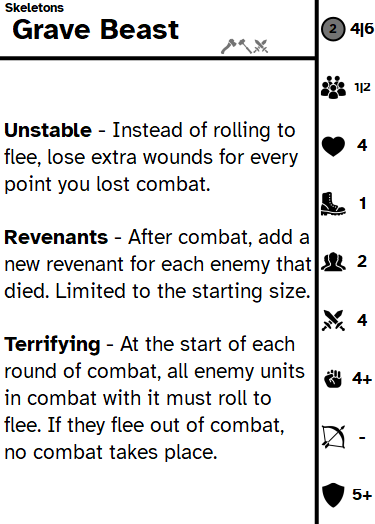 Skeletons
Grave Beast
2 4|6
1|2
Unstable - Instead of rolling to
flee, lose extra wounds for every
point you lost combat.
4
1
Revenants - After combat, add a
new revenant for each enemy that
died. Limited to the starting size.
2
4
Terrifying - At the start of each
round of combat, all enemy units
in combat with it must roll to
flee. If they flee out of combat,
no combat takes place.
4+
-
5+